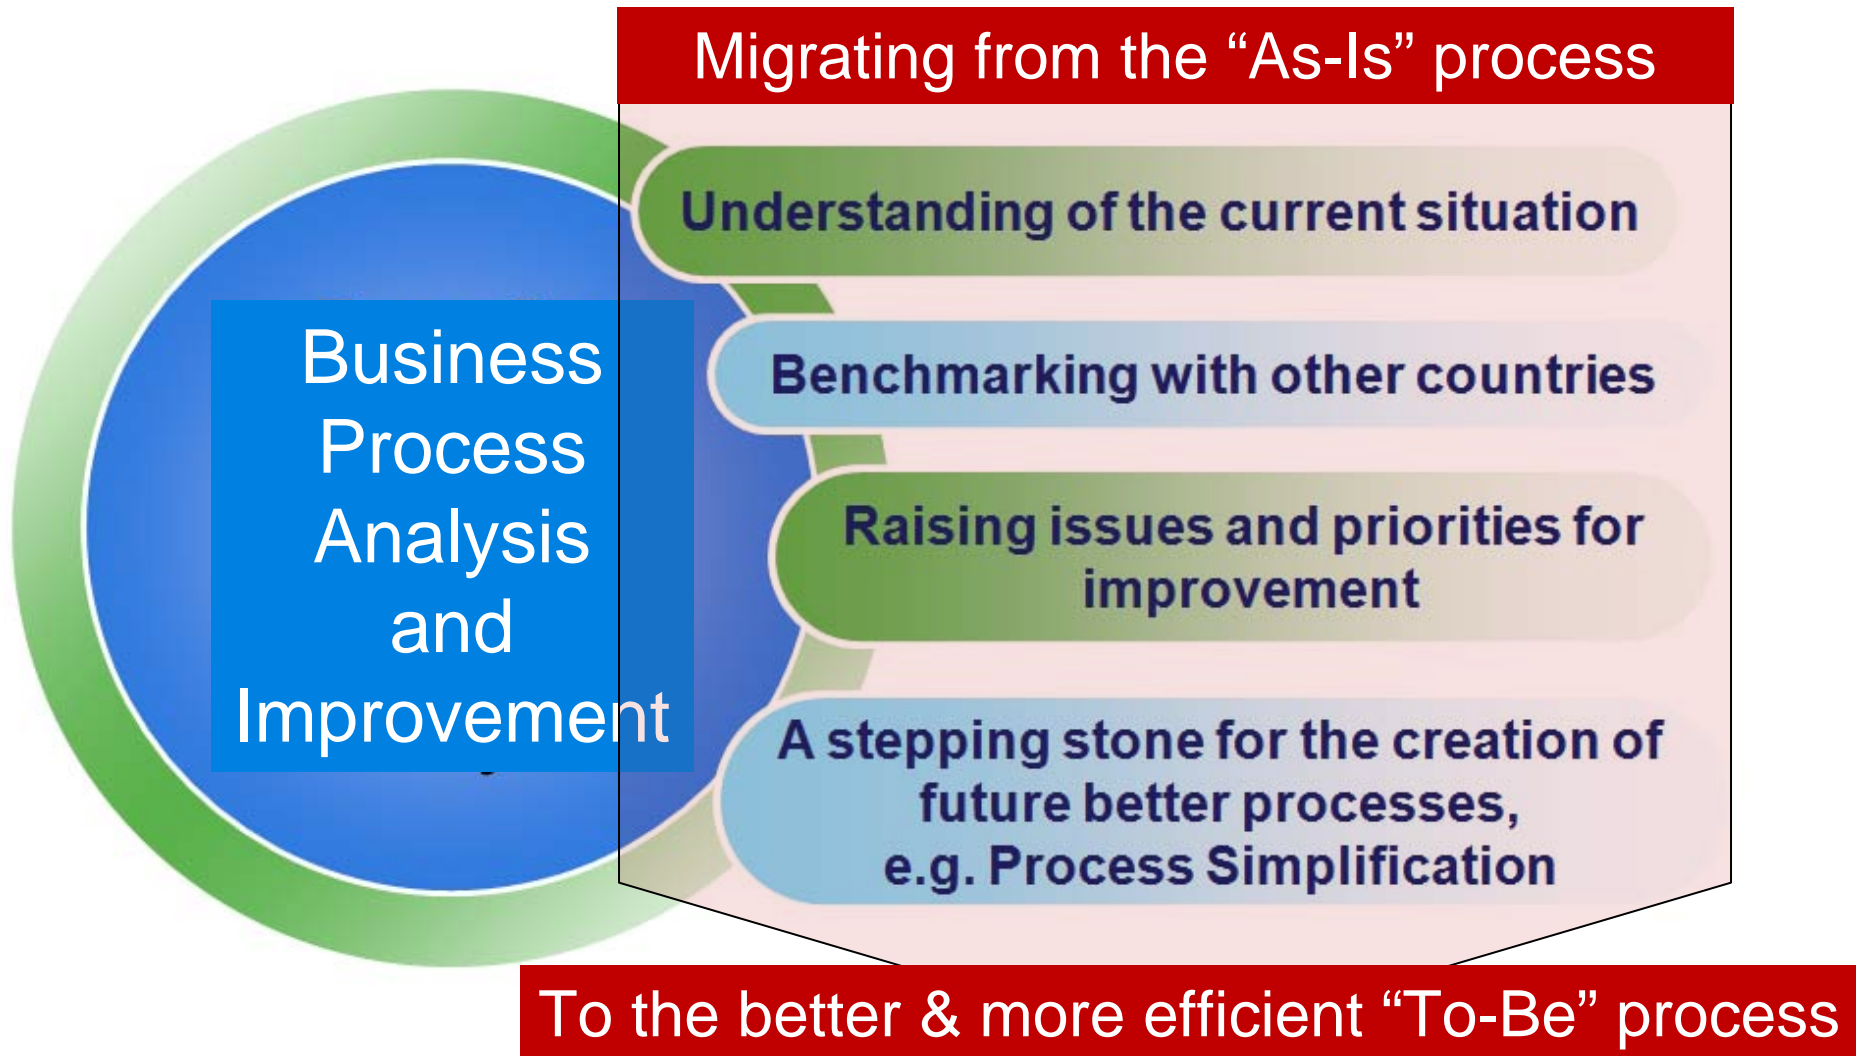 Migrating from the “As-Is” process
Understanding of the current situation
Benchmarking with other countries
Raising issues and priorities for
improvement
A stepping stone for the creation of
future better processes,
e.g. Process Simplification
Business
Process
Analysis
and
Improvement
To the better & more efficient “To-Be” process